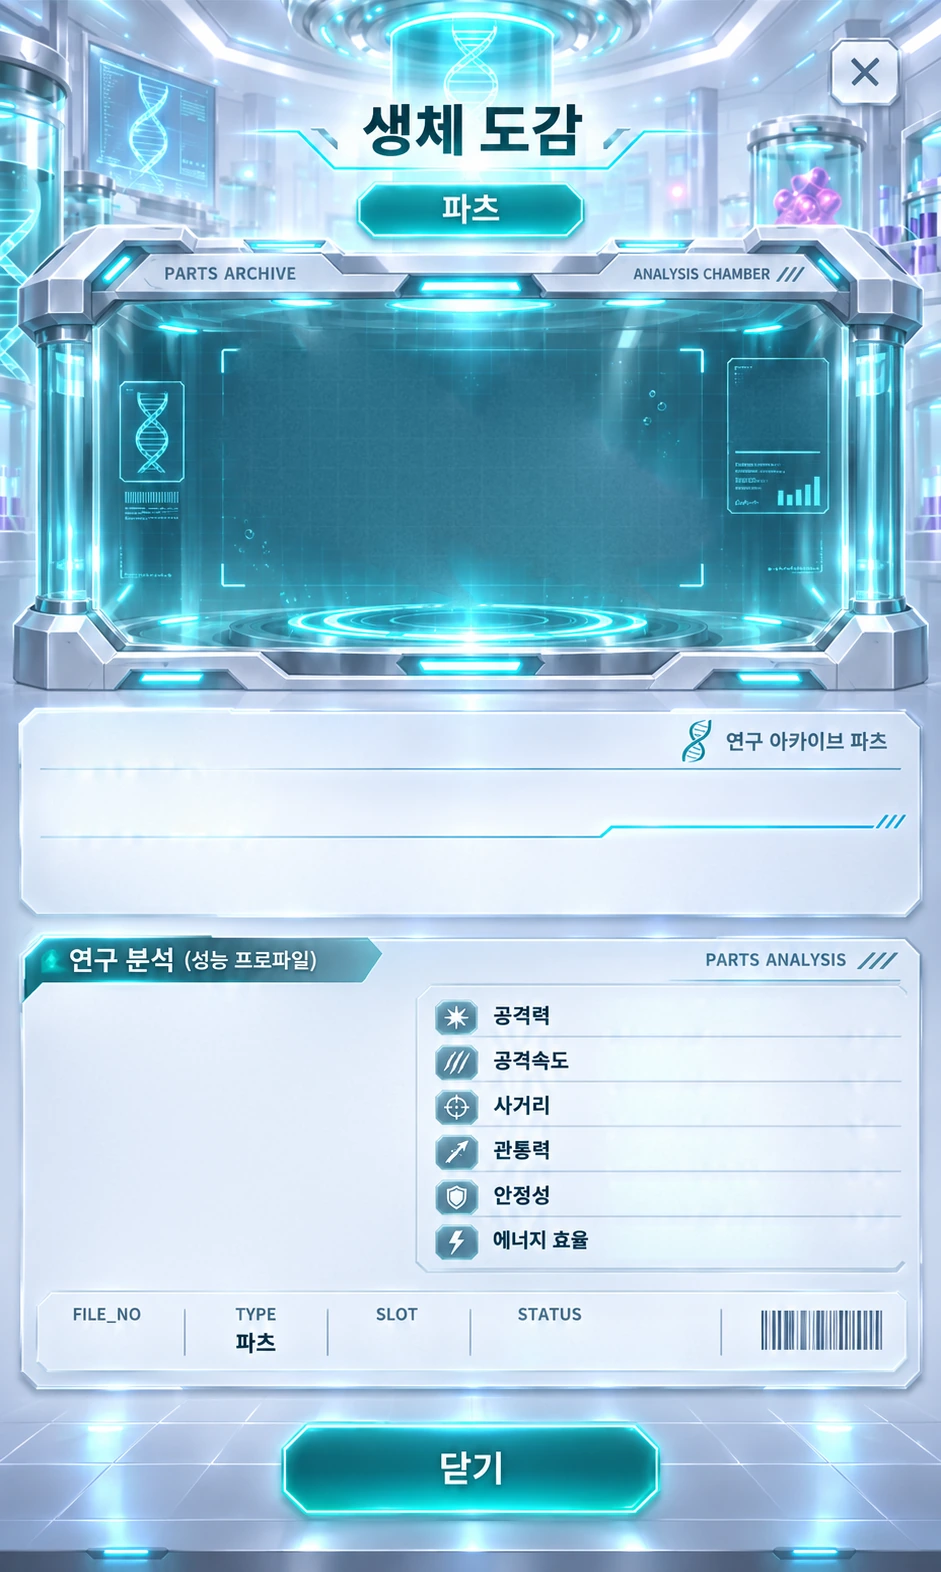 생체 도감
파츠
PARTS ARCHIVE
ANALYSIS CHAMBER
연구 아카이브 파츠
연구 분석 (성능 프로파일)
PARTS ANALYSIS
공격력
공격속도
사거리
관통력
안정성
에너지 효율
FILE_NO
TYPE
SLOT
STATUS
파츠
닫기